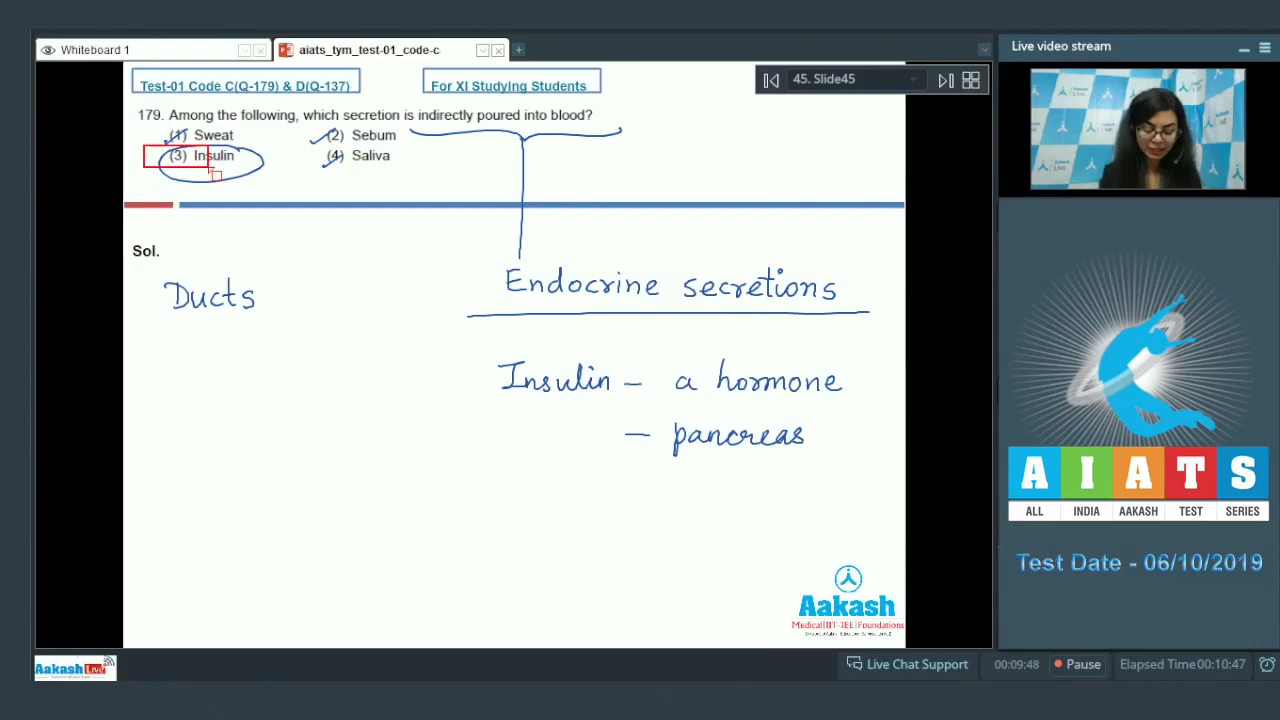 Whiteboard 1
aiats_tym_test-01_code-c
Live video stream
Test-01 Code C(Q-179) & D(Q-137)
For XI Studying Students
45. Slide45
179. Among the following, which secretion is indirectly poured into blood?
(1) Sweat (2) Sebum
(3) Insulin (4) Saliva
Sol.
Ducts
Endocrine secretions
Insulin – a hormone
– pancreas
Aakash
Medical|IIT-JEE|Foundations
A I A T S
ALL INDIA AAKASH TEST SERIES
Test Date - 06/10/2019
Aakash Live
Live Chat Support
00:09:48
Pause
Elapsed Time 00:10:47